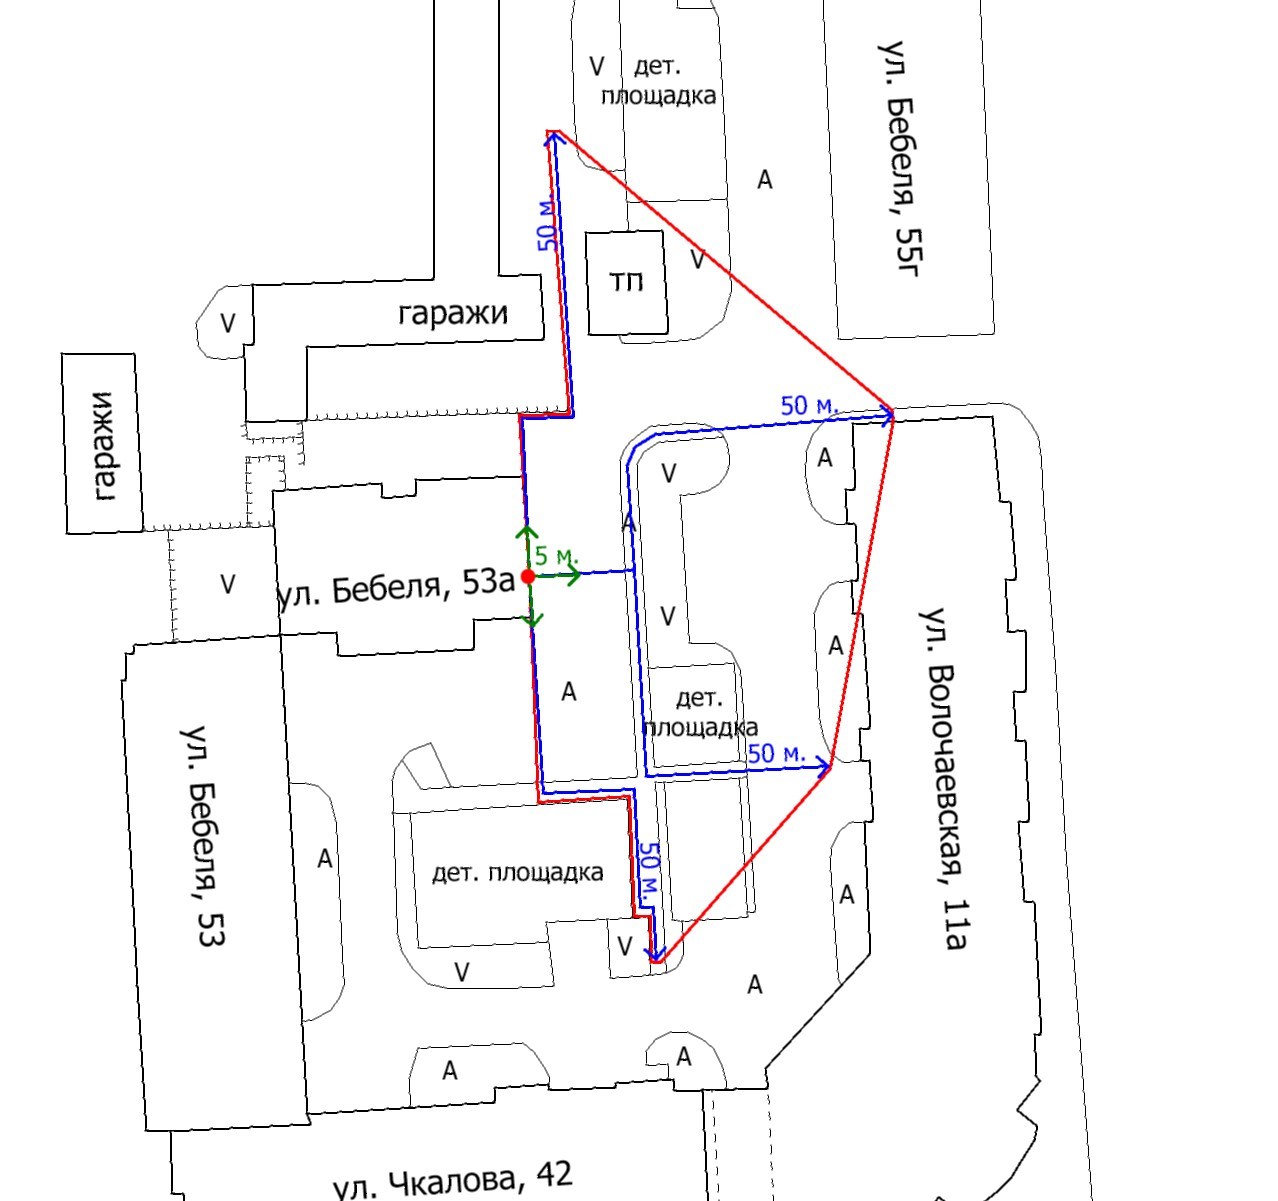 V
дет.
площадка
ул. Бебеля, 55г
A
50 м.
V
тп
гаражи
V
гаражи
50 м.
A
V
A
5 м.
ул. Бебеля, 53а
V
V
A
ул. Волочаевская, 11а
A
дет.
площадка
50 м.
ул. Бебеля, 53
A
50 м.
дет. площадка
A
V
V
A
A
A
ул. Чкалова, 42